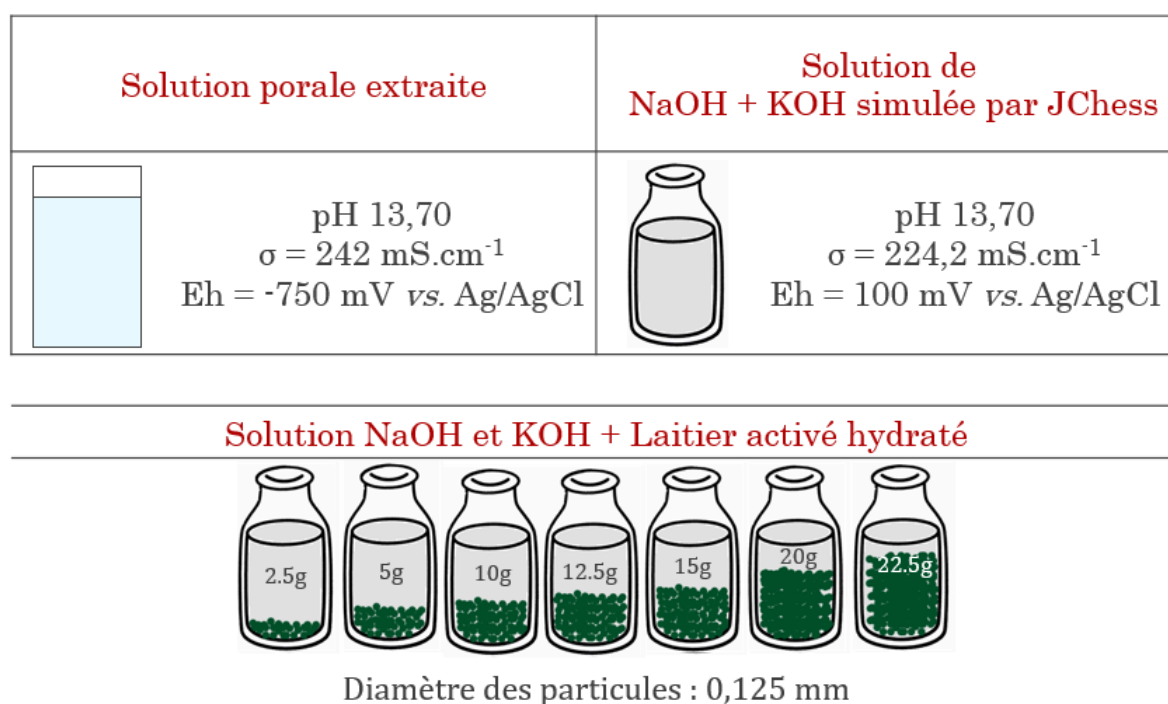 Solution porale extraite
Solution de
NaOH + KOH simulée par JChess
pH 13,70
σ = 242 mS.cm⁻¹
Eh = -750 mV vs. Ag/AgCl
pH 13,70
σ = 224,2 mS.cm⁻¹
Eh = 100 mV vs. Ag/AgCl
Solution NaOH et KOH + Laitier activé hydraté
2.5g 5g 10g 12.5g 15g 20g 22.5g
Diamètre des particules : 0,125 mm